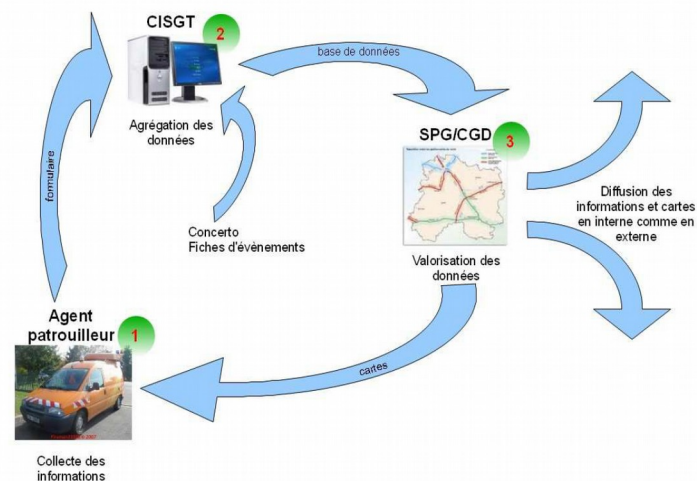 CISGT
2
base de données
Agrégation des
données
formulaire
Concerto
Fiches d'évènements
SPG/CGD
3
Valorisation des
données
Diffusion des
informations et cartes
en interne comme en
externe
Agent
patrouilleur
1
cartes
Collecte des
informations